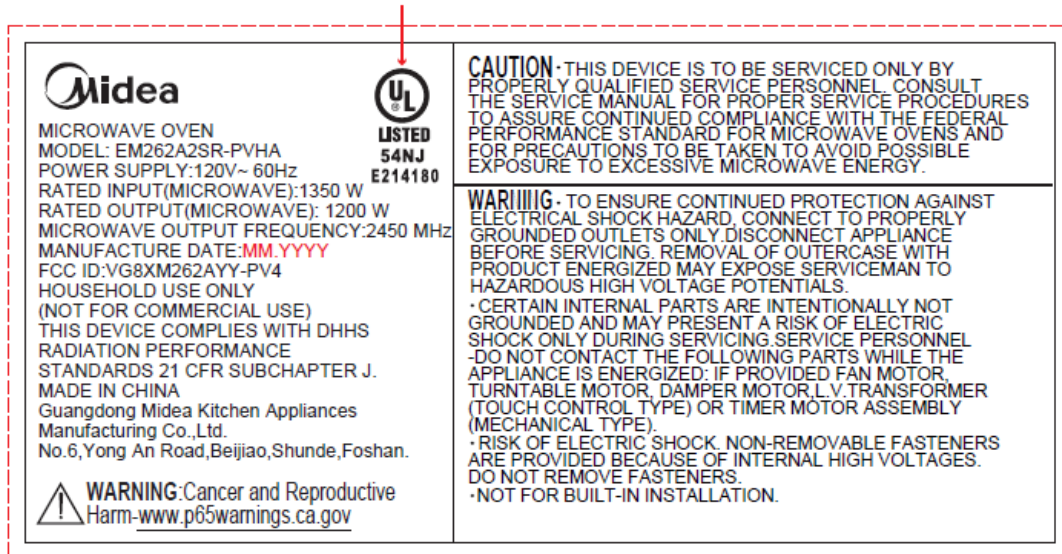 Midea
UL
®
LISTED
54NJ
E214180
MICROWAVE OVEN
MODEL: EM262A2SR-PVHA
POWER SUPPLY:120V~ 60Hz
RATED INPUT(MICROWAVE):1350 W
RATED OUTPUT(MICROWAVE): 1200 W
MICROWAVE OUTPUT FREQUENCY:2450 MHz
MANUFACTURE DATE:MM.YYYY
FCC ID:VG8XM262AYY-PV4
HOUSEHOLD USE ONLY
(NOT FOR COMMERCIAL USE)
THIS DEVICE COMPLIES WITH DHHS
RADIATION PERFORMANCE
STANDARDS 21 CFR SUBCHAPTER J.
MADE IN CHINA
Guangdong Midea Kitchen Appliances
Manufacturing Co.,Ltd.
No.6,Yong An Road,Beijiao,Shunde,Foshan.
WARNING:Cancer and Reproductive
Harm-www.p65warnings.ca.gov
CAUTION·THIS DEVICE IS TO BE SERVICED ONLY BY
PROPERLY QUALIFIED SERVICE PERSONNEL. CONSULT
THE SERVICE MANUAL FOR PROPER SERVICE PROCEDURES
TO ASSURE CONTINUED COMPLIANCE WITH THE FEDERAL
PERFORMANCE STANDARD FOR MICROWAVE OVENS AND
FOR PRECAUTIONS TO BE TAKEN TO AVOID POSSIBLE
EXPOSURE TO EXCESSIVE MICROWAVE ENERGY.
WARNING· TO ENSURE CONTINUED PROTECTION AGAINST
ELECTRICAL SHOCK HAZARD, CONNECT TO PROPERLY
GROUNDED OUTLETS ONLY.DISCONNECT APPLIANCE
BEFORE SERVICING. REMOVAL OF OUTERCASE WITH
PRODUCT ENERGIZED MAY EXPOSE SERVICEMAN TO
HAZARDOUS HIGH VOLTAGE POTENTIALS.
·CERTAIN INTERNAL PARTS ARE INTENTIONALLY NOT
GROUNDED AND MAY PRESENT A RISK OF ELECTRIC
SHOCK ONLY DURING SERVICING.SERVICE PERSONNEL
-DO NOT CONTACT THE FOLLOWING PARTS WHILE THE
APPLIANCE IS ENERGIZED: IF PROVIDED FAN MOTOR,
TURNTABLE MOTOR, DAMPER MOTOR,L.V.TRANSFORMER
(TOUCH CONTROL TYPE) OR TIMER MOTOR ASSEMBLY
(MECHANICAL TYPE).
·RISK OF ELECTRIC SHOCK. NON-REMOVABLE FASTENERS
ARE PROVIDED BECAUSE OF INTERNAL HIGH VOLTAGES.
DO NOT REMOVE FASTENERS.
·NOT FOR BUILT-IN INSTALLATION.